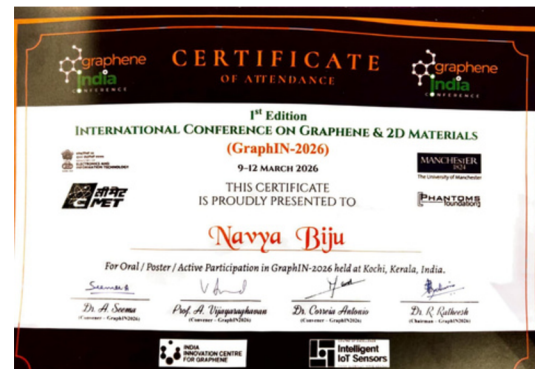 graphene
India
CONFERENCE
CERTIFICATE
OF ATTENDANCE
graphene
India
CONFERENCE
1st Edition
INTERNATIONAL CONFERENCE ON GRAPHENE & 2D MATERIALS
(GraphIN-2026)
9-12 MARCH 2026
ELECTRONICS AND
INFORMATION TECHNOLOGY
MANCHESTER
1824
The University of Manchester
THIS CERTIFICATE
IS PROUDLY PRESENTED TO
सी-मेट
C-MET
PHANTOMS
foundation
Navya Biju
For Oral / Poster / Active Participation in GraphIN-2026 held at Kochi, Kerala, India.
Dr. A. Seema
(Convener - GraphIN2026)
Prof. A. Vijayaraghavan
(Convener - GraphIN2026)
Dr. Correia Antonio
(Convener - GraphIN2026)
Dr. R. Ratheesh
(Chairman - GraphIN2026)
INDIA
INNOVATION CENTRE
FOR GRAPHENE
Intelligent
IoT Sensors